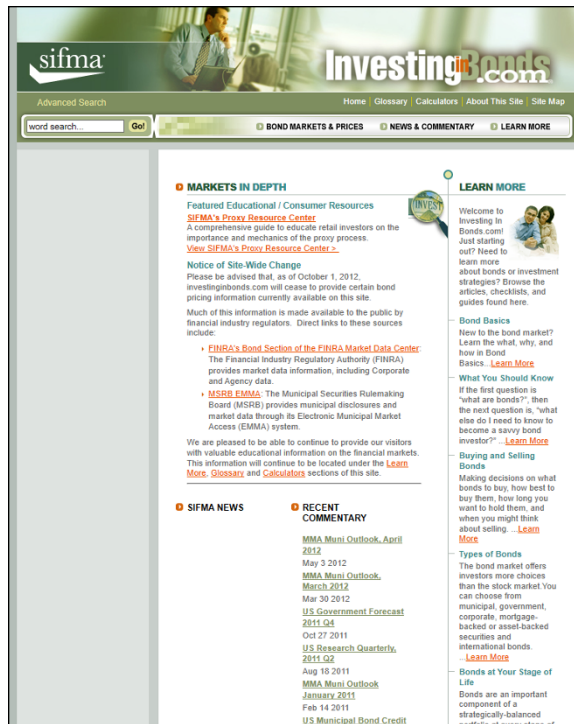 sifma
InvestinginBonds.com
Advanced Search
Home | Glossary | Calculators | About This Site | Site Map
word search...
Go!
BOND MARKETS & PRICES
NEWS & COMMENTARY
LEARN MORE
MARKETS IN DEPTH
Featured Educational / Consumer Resources
SIFMA's Proxy Resource Center
A comprehensive guide to educate retail investors on the
importance and mechanics of the proxy process.
View SIFMA's Proxy Resource Center >
INVEST
Notice of Site-Wide Change
Please be advised that, as of October 1, 2012,
investinginbonds.com will cease to provide certain bond
pricing information currently available on this site.
Much of this information is made available to the public by
financial industry regulators. Direct links to these sources
include:
FINRA's Bond Section of the FINRA Market Data Center:
The Financial Industry Regulatory Authority (FINRA)
provides market data information, including Corporate
and Agency data.
MSRB EMMA: The Municipal Securities Rulemaking
Board (MSRB) provides municipal disclosures and
market data through its Electronic Municipal Market
Access (EMMA) system.
We are pleased to be able to continue to provide our visitors
with valuable educational information on the financial markets.
This information will continue to be located under the Learn
More, Glossary and Calculators sections of this site.
SIFMA NEWS
RECENT
COMMENTARY
MMA Muni Outlook, April
2012
May 3 2012
MMA Muni Outlook,
March 2012
Mar 30 2012
US Government Forecast
2011 Q4
Oct 27 2011
US Research Quarterly,
2011 Q2
Aug 18 2011
MMA Muni Outlook
January 2011
Feb 14 2011
US Municipal Bond Credit
LEARN MORE
Welcome to
Investing In
Bonds.com!
Just starting
out? Need to
learn more
about bonds or investment
strategies? Browse the
articles, checklists, and
guides found here.
Bond Basics
New to the bond market?
Learn the what, why, and
how in Bond
Basics...Learn More
What You Should Know
If the first question is
"what are bonds?", then
the next question is, "what
else do I need to know to
become a savvy bond
investor?" ...Learn More
Buying and Selling
Bonds
Making decisions on what
bonds to buy, how best to
buy them, how long you
want to hold them, and
when you might think
about selling. ...Learn
More
Types of Bonds
The bond market offers
investors more choices
than the stock market.You
can choose from
municipal, government,
corporate, mortgage-
backed or asset-backed
securities and
international bonds.
...Learn More
Bonds at Your Stage of
Life
Bonds are an important
component of a
strategically-balanced